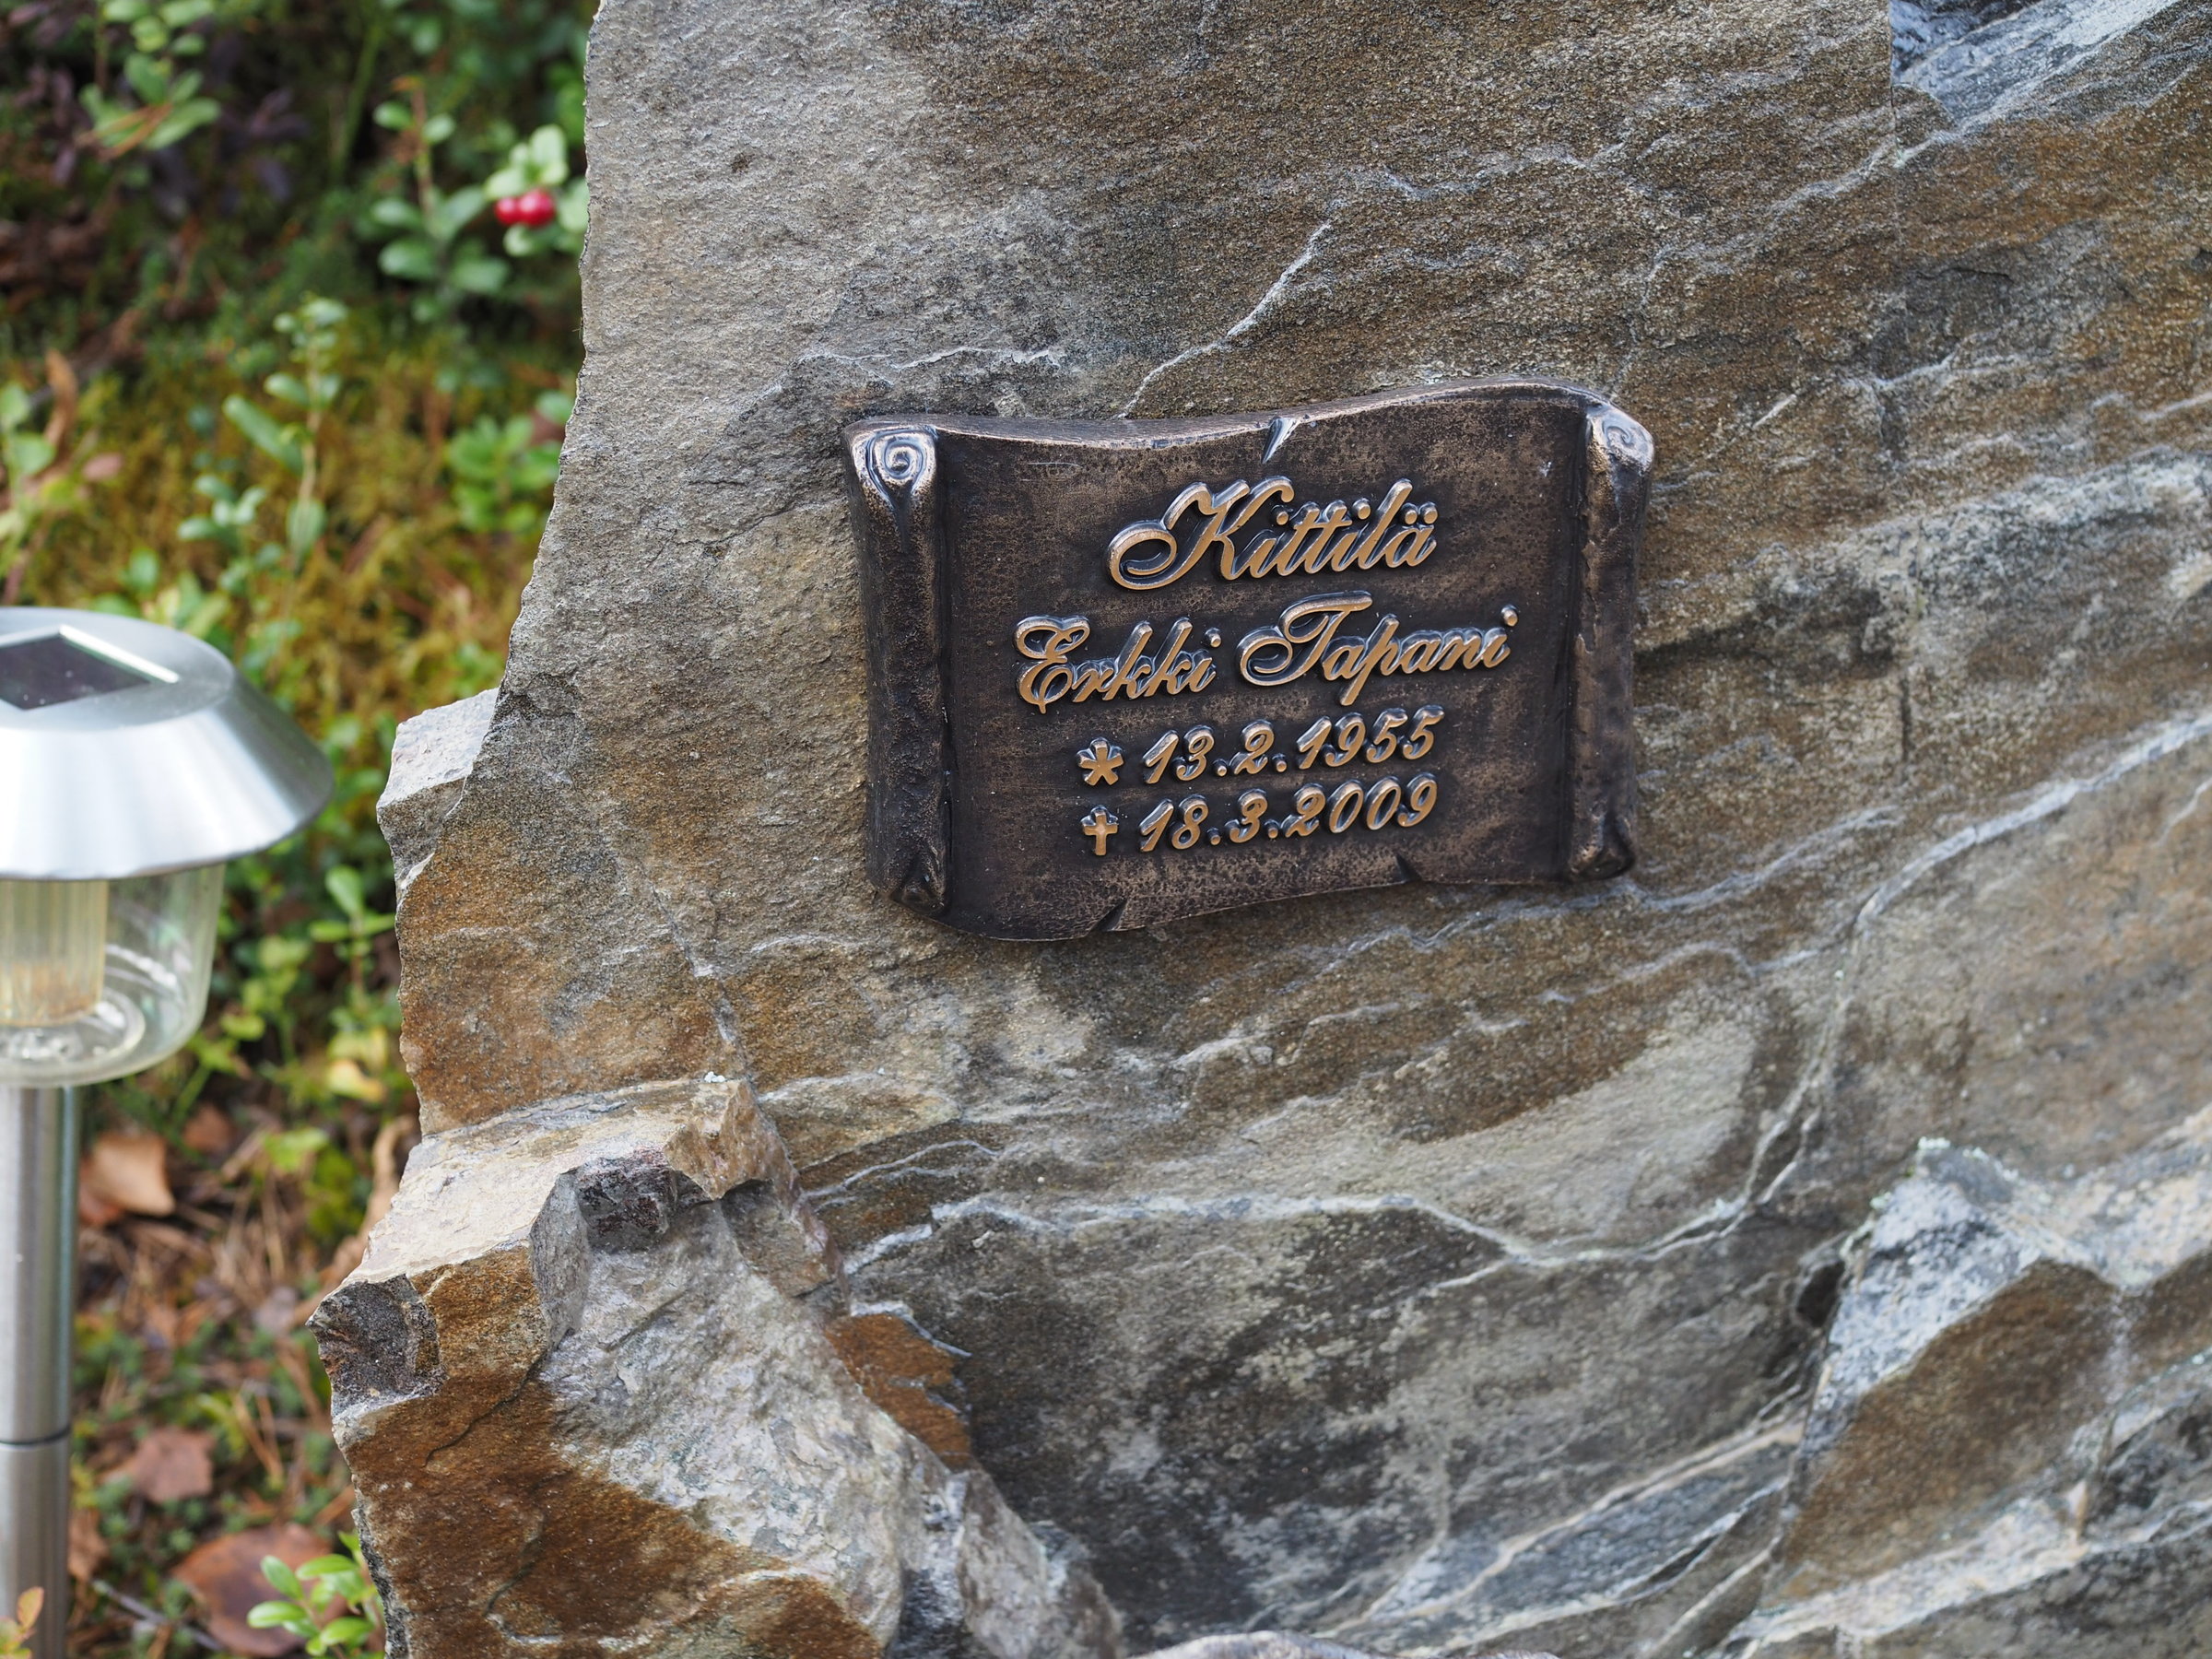 Kittilä
Erkki Tapani
* 13.2.1955
✝ 18.3.2009